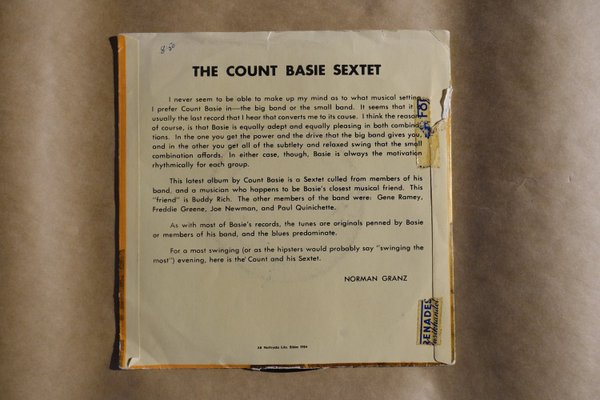 8-50
THE COUNT BASIE SEXTET
I never seem to be able to make up my mind as to what musical setting
I prefer Count Basie in—the big band or the small band. It seems that it
usually the last record that I hear that converts me to its cause. I think the reason
of course, is that Basie is equally adept and equally pleasing in both combina-
tions. In the one you get the power and the drive that the big band gives you,
and in the other you get all of the subtlety and relaxed swing that the small
combination affords. In either case, though, Basie is always the motivation
rhythmically for each group.
This latest album by Count Basie is a Sextet culled from members of his
band, and a musician who happens to be Basie's closest musical friend. This
"friend" is Buddy Rich. The other members of the band were: Gene Ramey,
Freddie Greene, Joe Newman, and Paul Quinichette.
As with most of Basie's records, the tunes are originals penned by Basie
or members of his band, and the blues predominate.
For a most swinging (or as the hipsters would probably say "swinging the
most") evening, here is the Count and his Sextet.
NORMAN GRANZ
RENADES